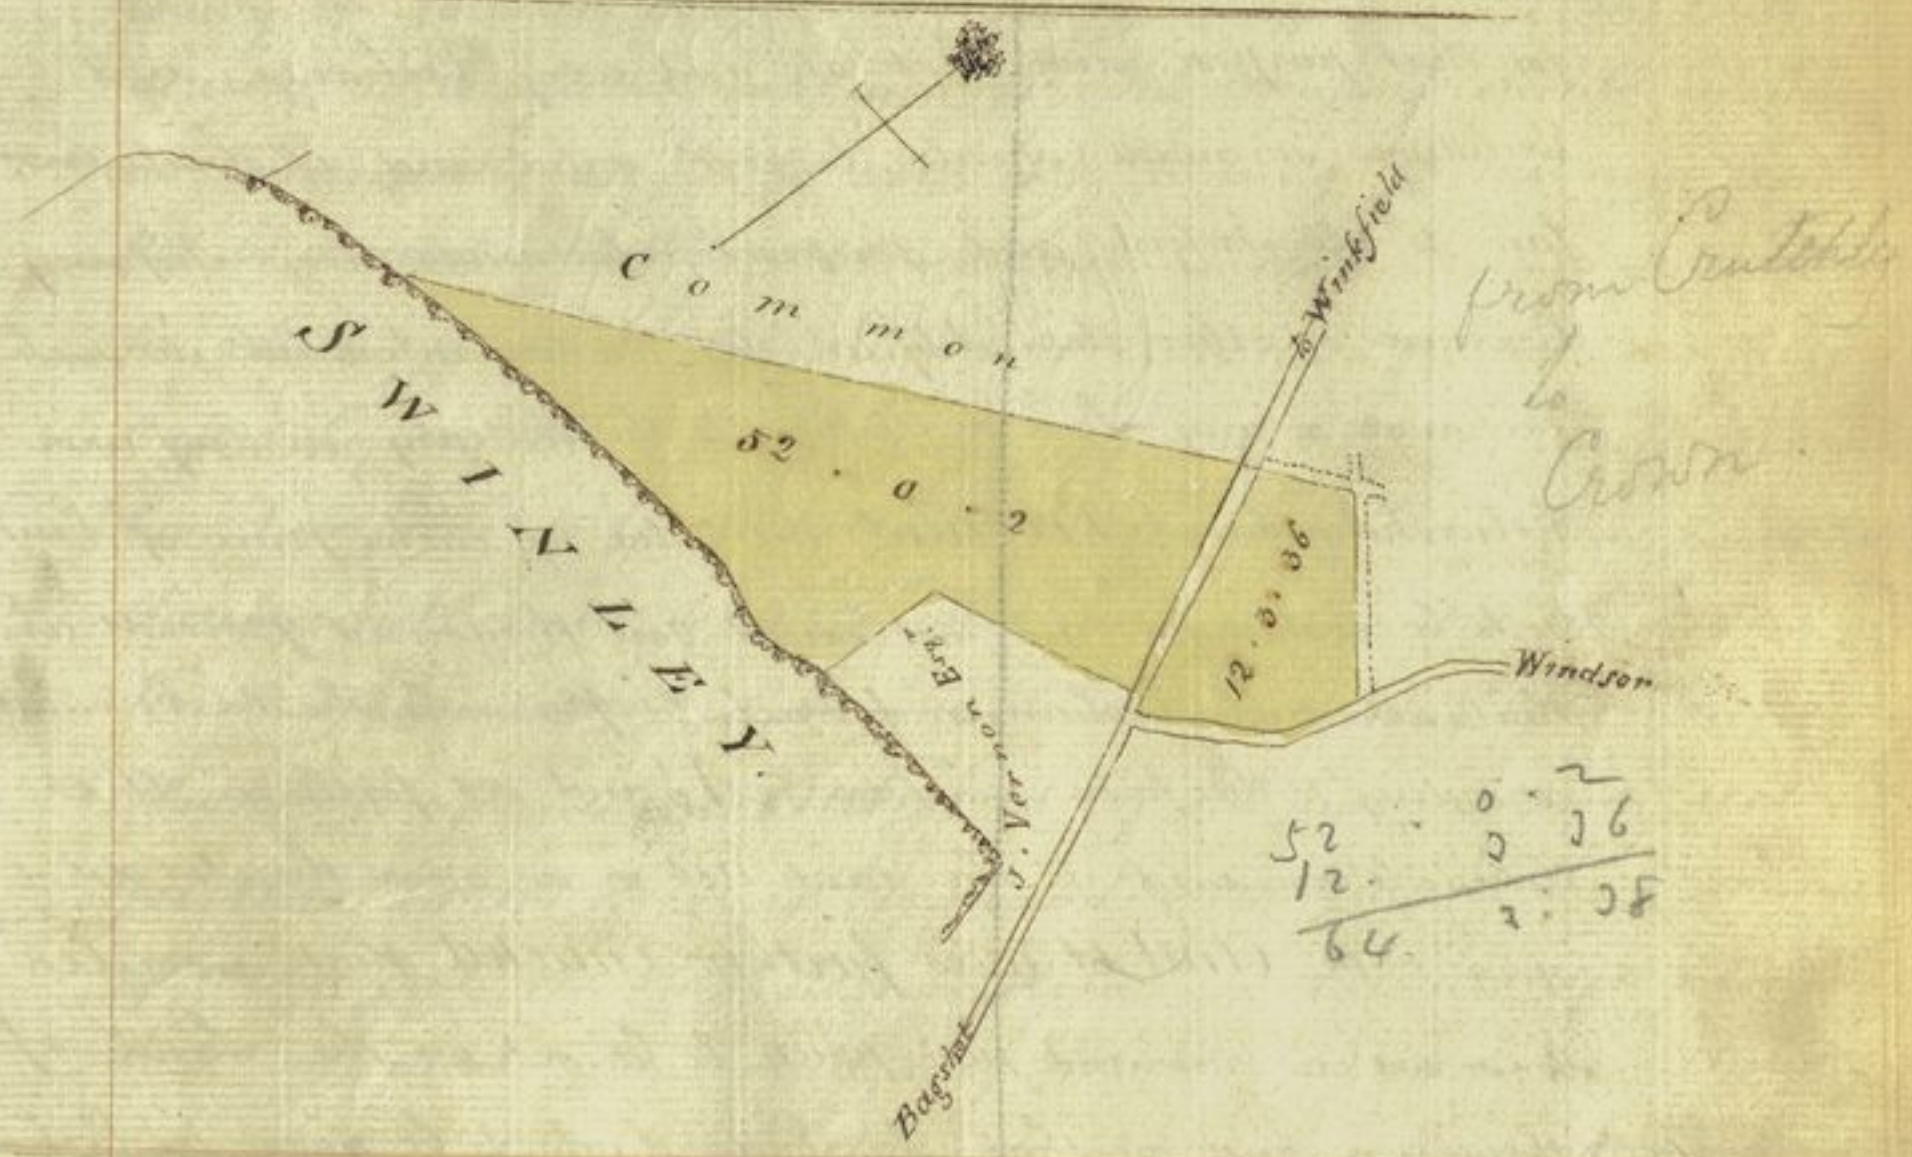 Common
to Winkfield
from
to
Crown
SWINLEY.
52 . 0 . 2
12 . 3 . 36
J. Vernon Esqr.
Windsor
Bagshot
52 . 0 . 2
12 . 3 36
64. 3 : 38